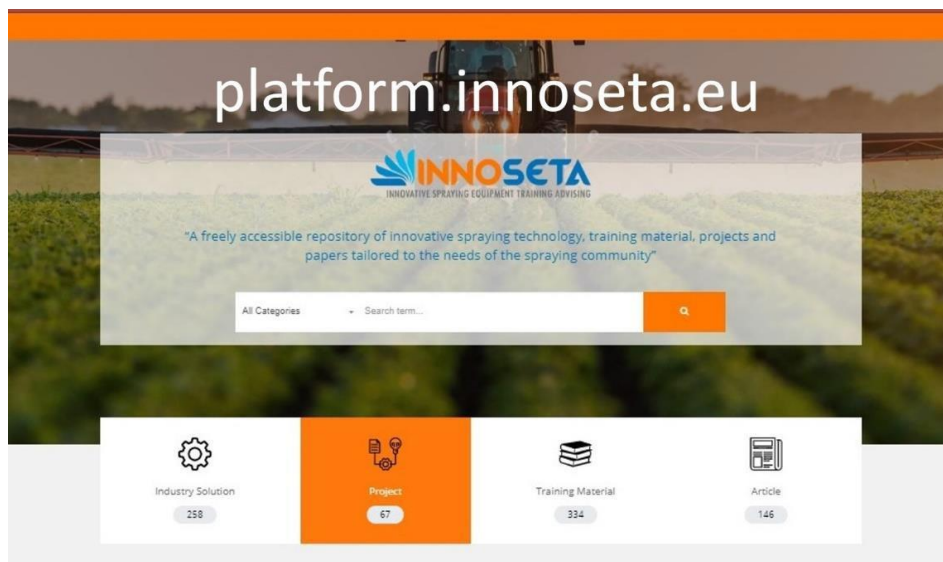 platform.innoseta.eu
INNOSETA
INNOVATIVE SPRAYING EQUIPMENT TRAINING ADVISING
"A freely accessible repository of innovative spraying technology, training material, projects and
papers tailored to the needs of the spraying community"
All Categories Search term...
Industry Solution Project Training Material Article
258 67 334 146